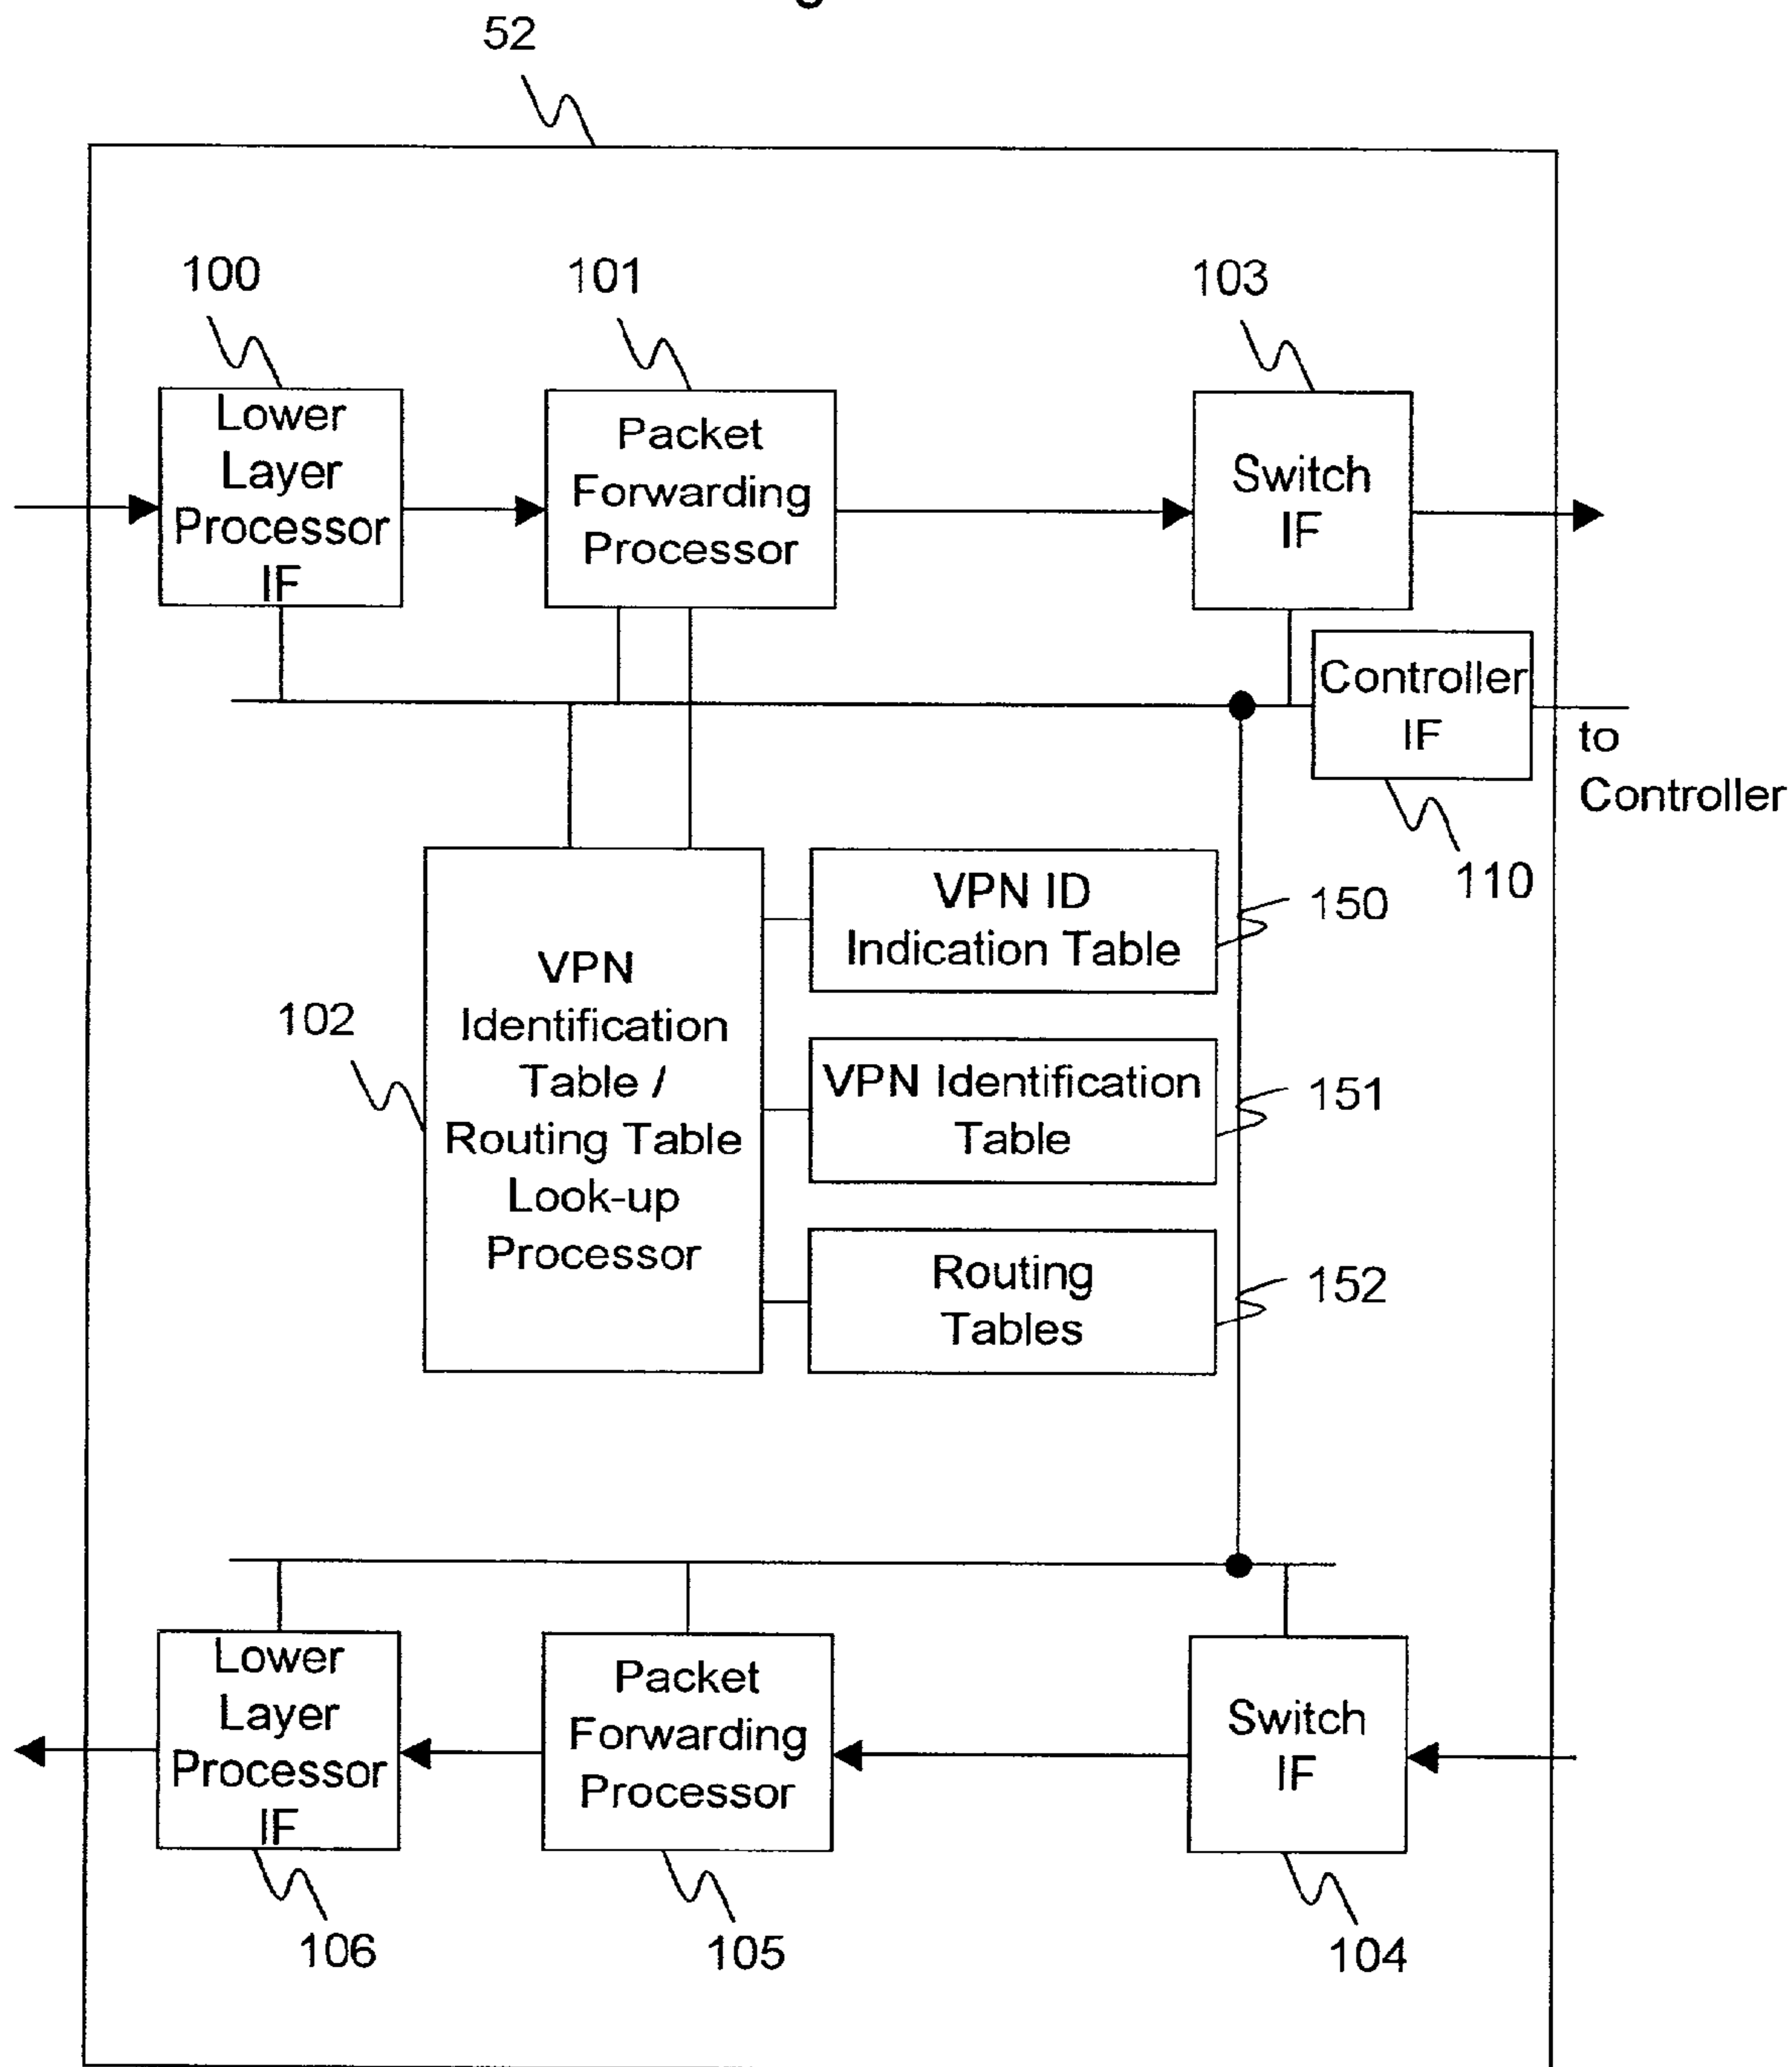 52
100
101
103
Lower
Layer
Processor
IF
Packet
Forwarding
Processor
Switch
IF
Controller
IF
to
Controller
110
102
VPN
Identification
Table /
Routing Table
Look-up
Processor
VPN ID
Indication Table
150
VPN Identification
Table
151
Routing
Tables
152
Lower
Layer
Processor
IF
Packet
Forwarding
Processor
Switch
IF
106
105
104